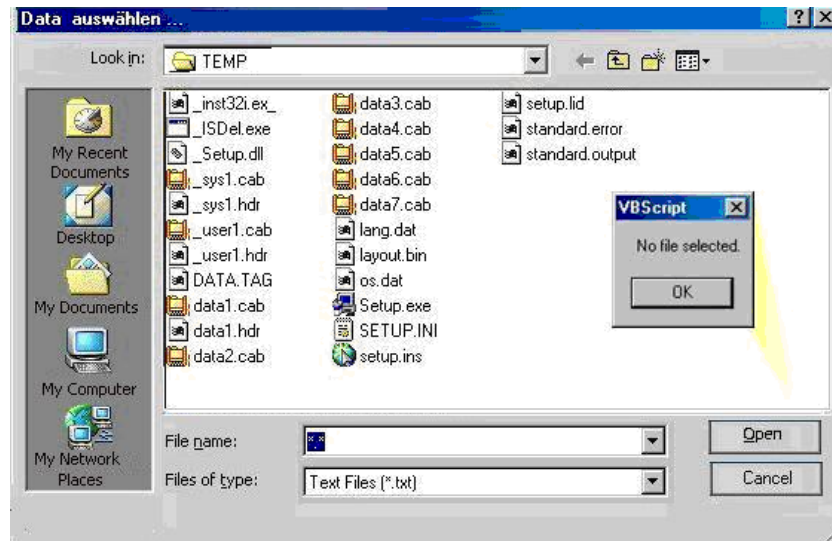 Data auswählen ...
Look in: TEMP
My Recent Documents
Desktop
My Documents
My Computer
My Network Places
_inst32i.ex_
_ISDel.exe
_Setup.dll
_sys1.cab
_sys1.hdr
_user1.cab
_user1.hdr
DATA.TAG
data1.cab
data1.hdr
data2.cab
data3.cab
data4.cab
data5.cab
data6.cab
data7.cab
lang.dat
layout.bin
os.dat
Setup.exe
SETUP.INI
setup.ins
setup.lid
standard.error
standard.output
VBScript
No file selected.
OK
File name: *.*
Open
Files of type: Text Files (*.txt)
Cancel